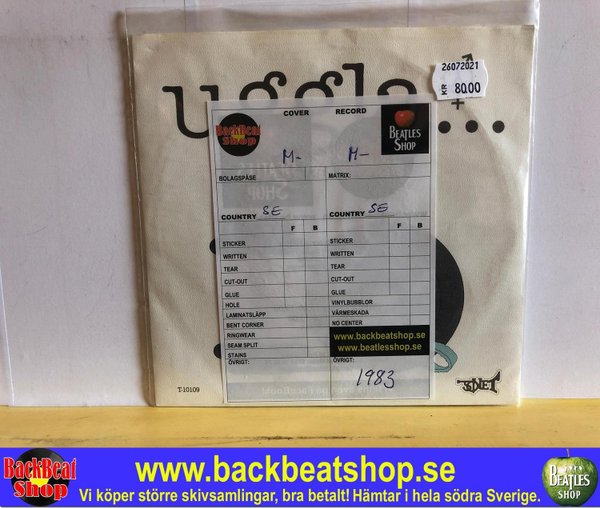 uggla...
26072021
KR 80.00
BackBeat
Shop
COVER RECORD
BEATLES
SHOP
M- M-
BOLAGSPÅSE MATRIX:
COUNTRY SE COUNTRY SE
F B F B
STICKER STICKER
WRITTEN WRITTEN
TEAR TEAR
CUT-OUT CUT-OUT
GLUE GLUE
HOLE VINYLBUBBLOR
LAMINATSLÄPP VÄRMESKADA
BENT CORNER NO CENTER
RINGWEAR www.backbeatshop.se
SEAM SPLIT www.beatlesshop.se
STAINS
ÖVRIGT: ÖVRIGT:
1983
T-10109
BackBeat
Shop
www.backbeatshop.se
Vi köper större skivsamlingar, bra betalt! Hämtar i hela södra Sverige.
BEATLES
SHOP